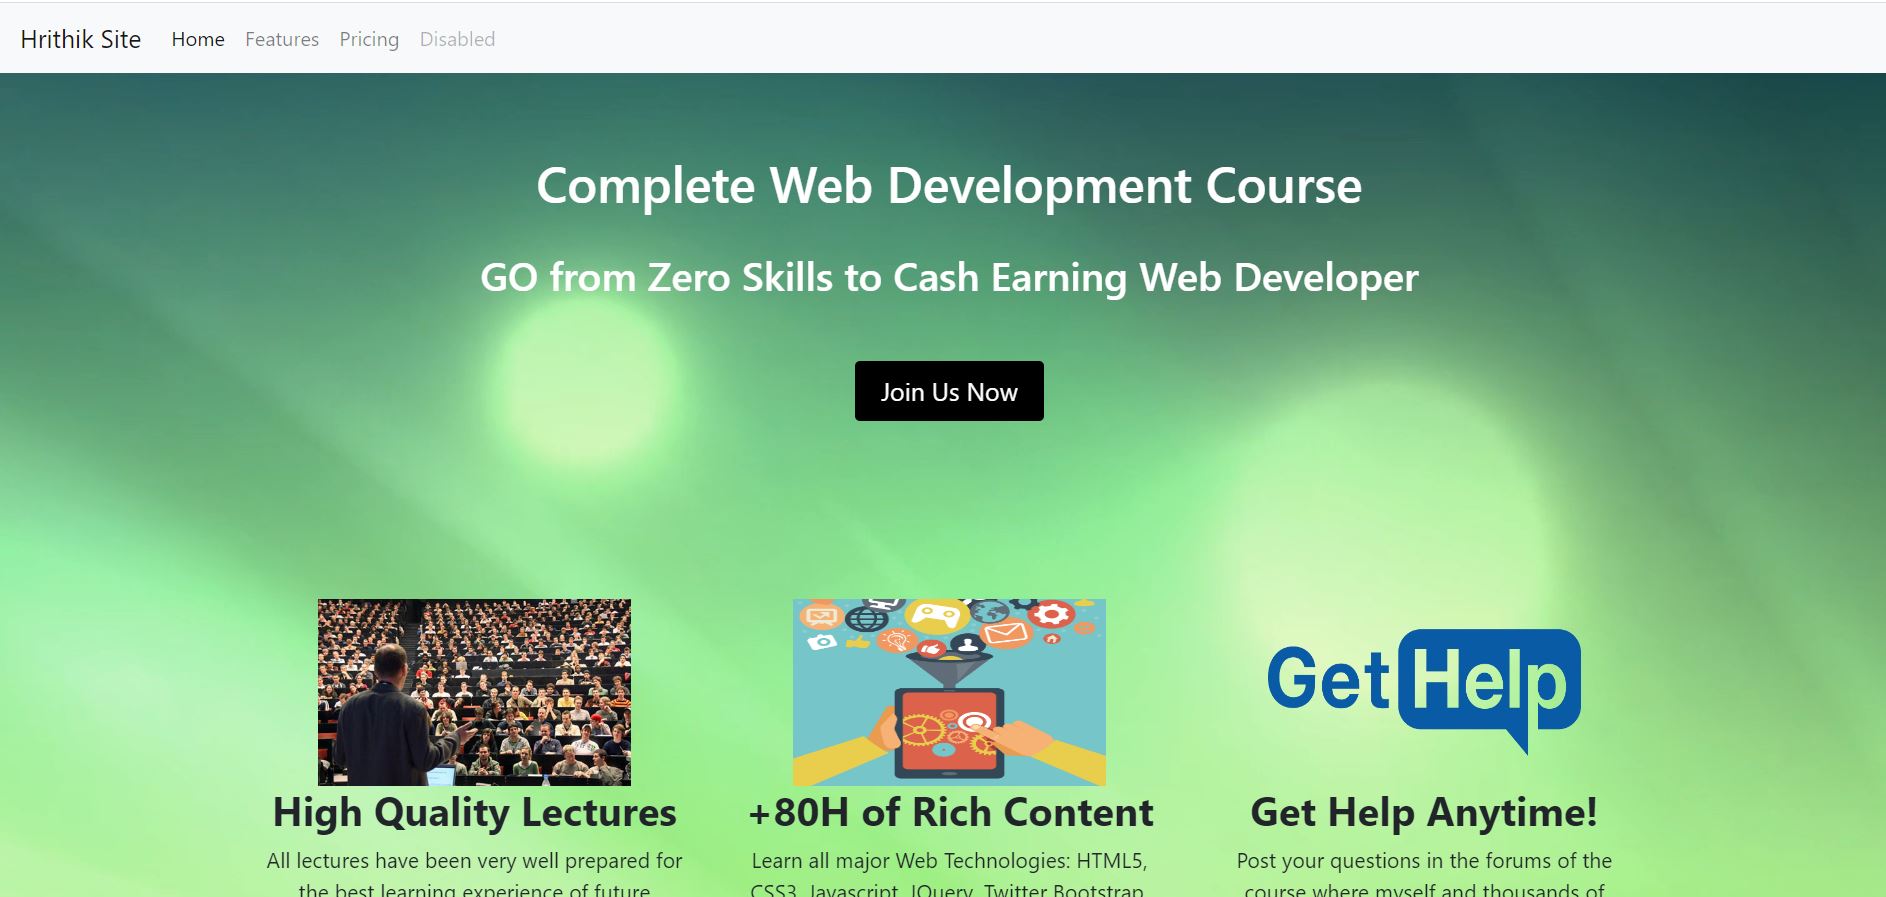 Hrithik Site Home Features Pricing Disabled
Complete Web Development Course
GO from Zero Skills to Cash Earning Web Developer
Join Us Now
Get Help
High Quality Lectures
All lectures have been very well prepared for
the best learning experience of future
+80H of Rich Content
Learn all major Web Technologies: HTML5,
CSS3, Javascript, JQuery, Twitter Bootstrap
Get Help Anytime!
Post your questions in the forums of the
course where myself and thousands of